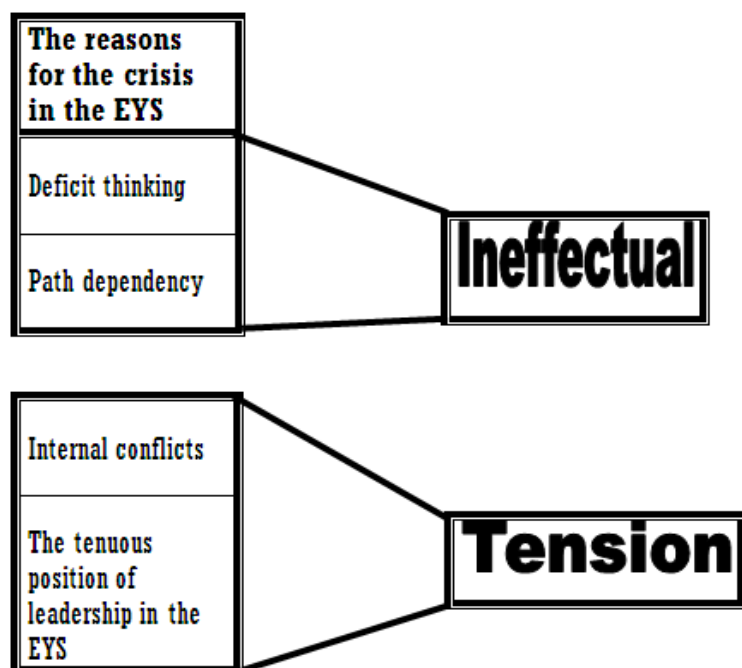 The reasons
for the crisis
in the EYS
Deficit thinking
Path dependency
Ineffectual
Internal conflicts
The tenuous
position of
leadership in the
EYS
Tension